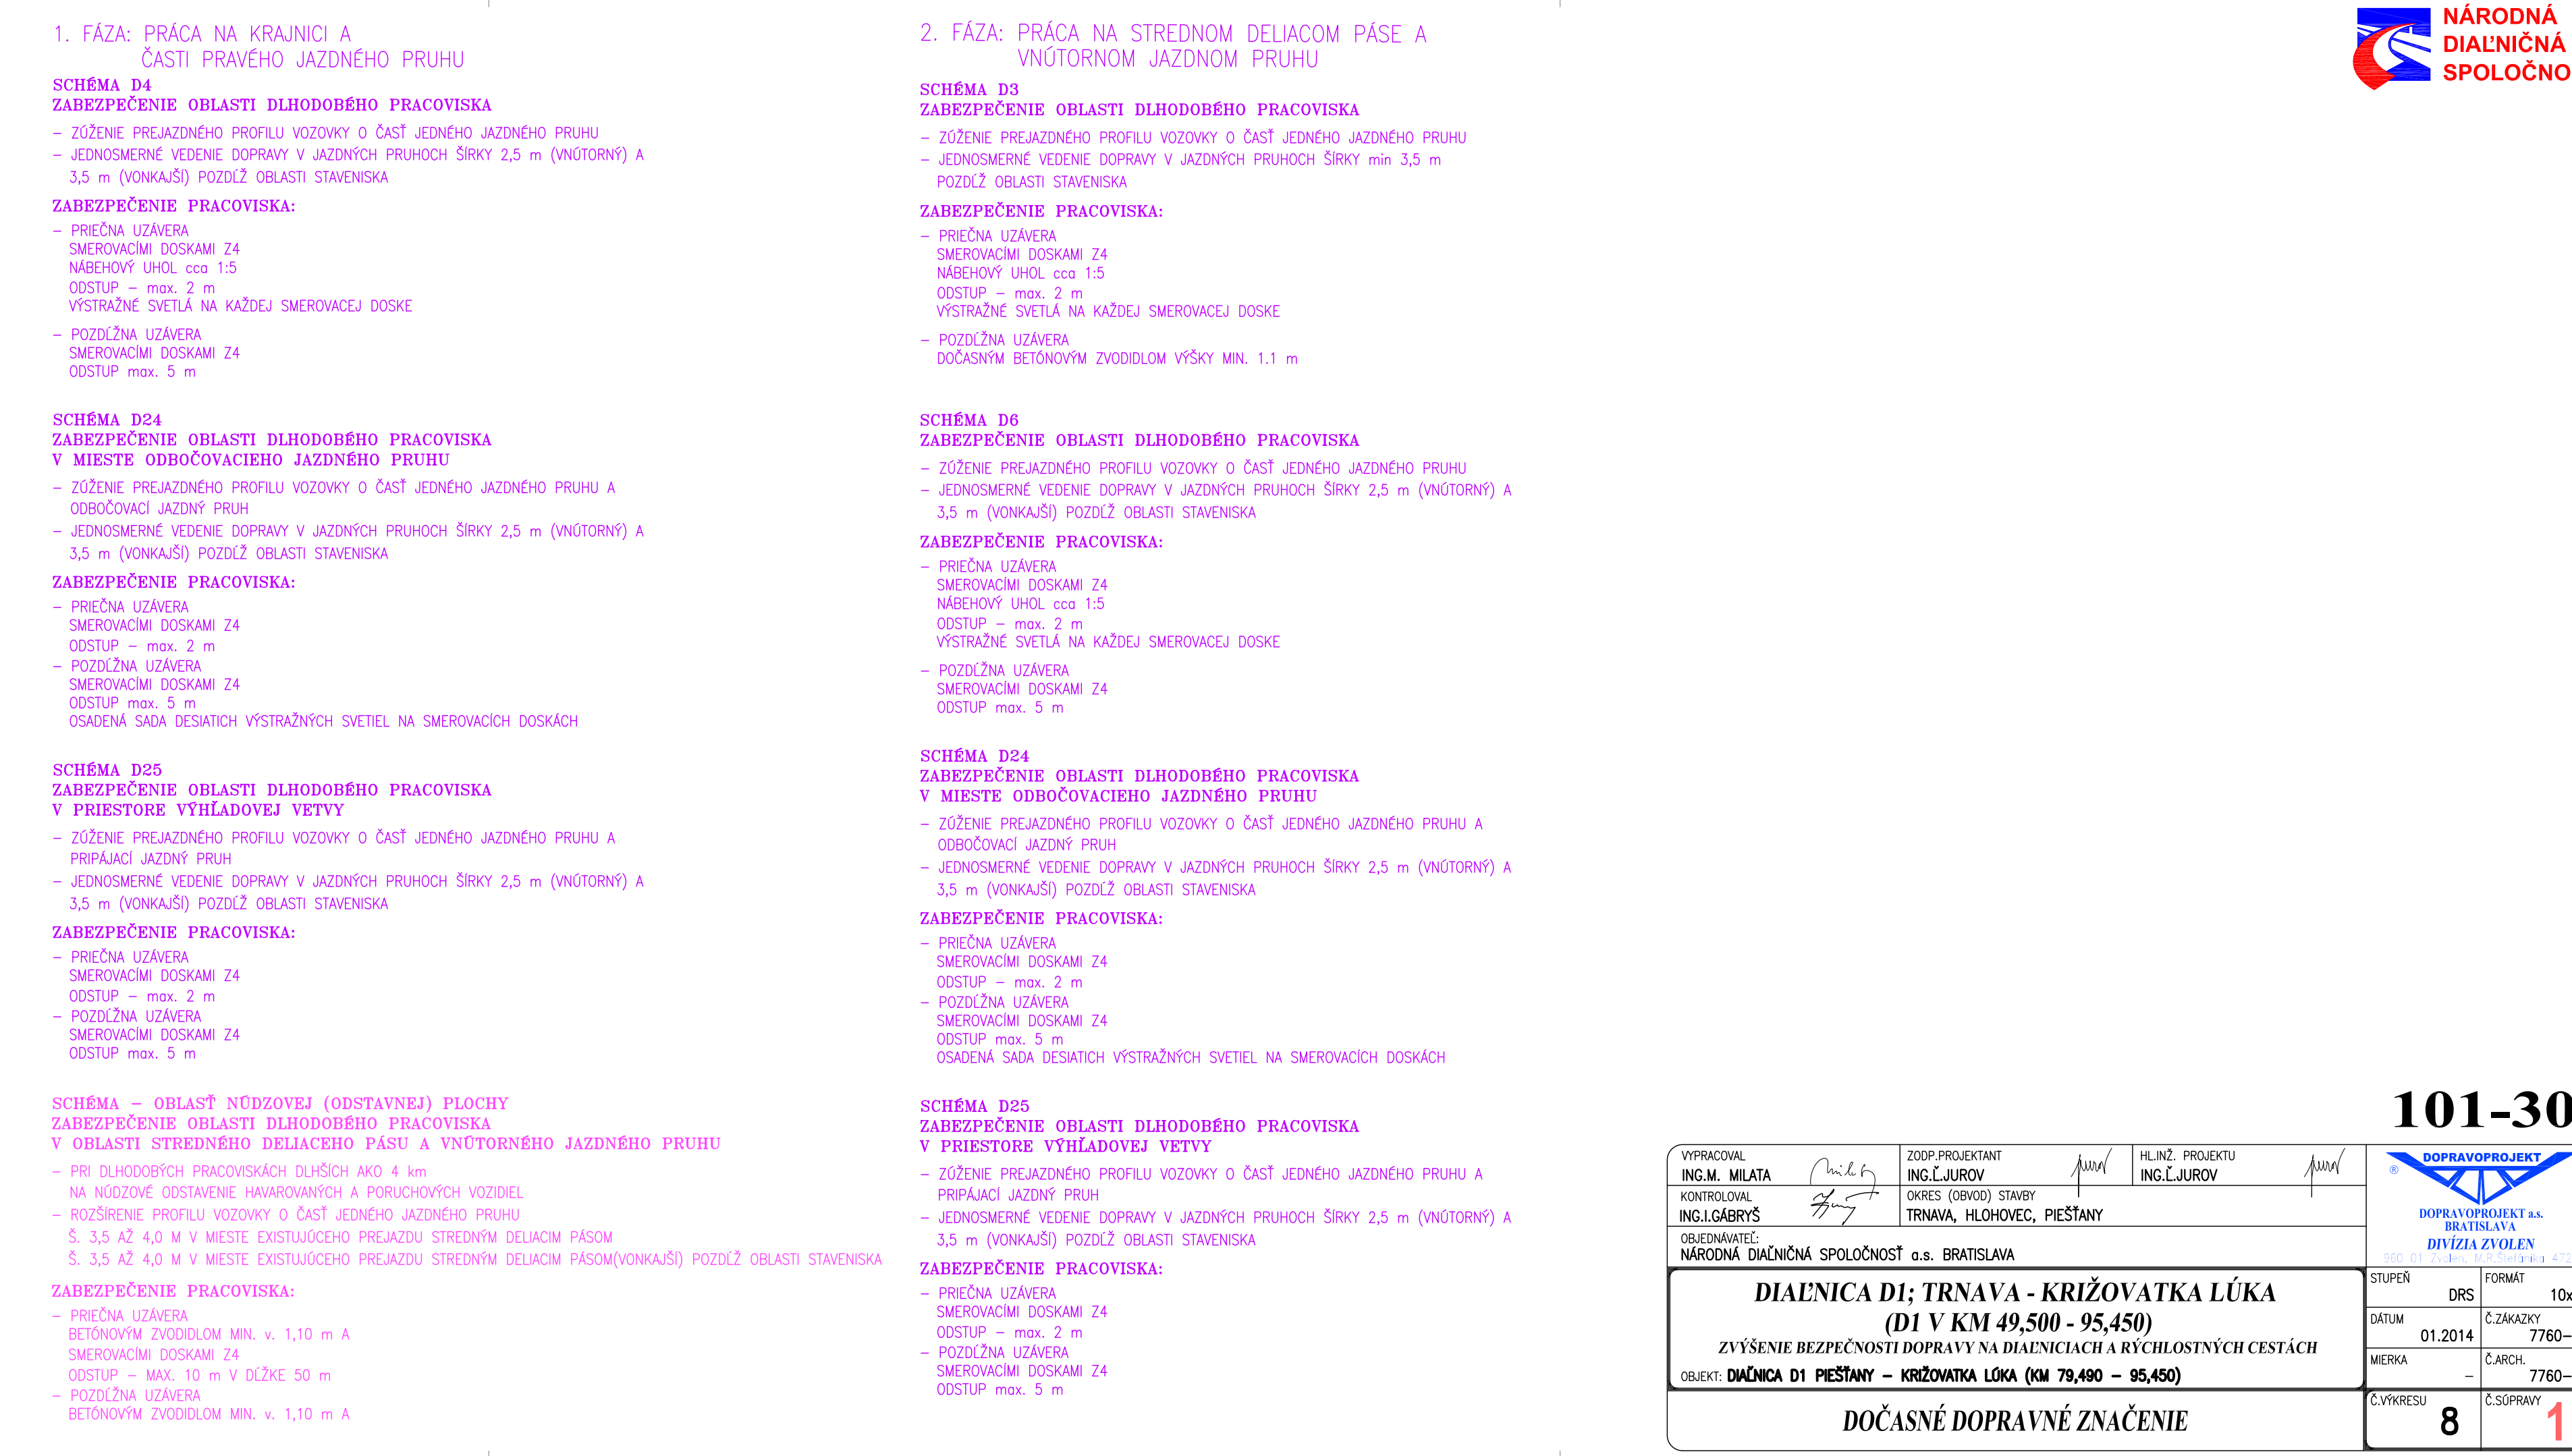 1. FÁZA: PRÁCA NA KRAJNICI A
ČASTI PRAVÉHO JAZDNÉHO PRUHU
SCHÉMA D4
ZABEZPEČENIE OBLASTI DLHODOBÉHO PRACOVISKA
– ZÚŽENIE PREJAZDNÉHO PROFILU VOZOVKY O ČASŤ JEDNÉHO JAZDNÉHO PRUHU
– JEDNOSMERNÉ VEDENIE DOPRAVY V JAZDNÝCH PRUHOCH ŠÍRKY 2,5 m (VNÚTORNÝ) A
3,5 m (VONKAJŠÍ) POZDĹŽ OBLASTI STAVENISKA
ZABEZPEČENIE PRACOVISKA:
– PRIEČNA UZÁVERA
SMEROVACÍMI DOSKAMI Z4
NÁBEHOVÝ UHOL cca 1:5
ODSTUP – max. 2 m
VÝSTRAŽNÉ SVETLÁ NA KAŽDEJ SMEROVACEJ DOSKE
– POZDĹŽNA UZÁVERA
SMEROVACÍMI DOSKAMI Z4
ODSTUP max. 5 m
SCHÉMA D24
ZABEZPEČENIE OBLASTI DLHODOBÉHO PRACOVISKA
V MIESTE ODBOČOVACIEHO JAZDNÉHO PRUHU
– ZÚŽENIE PREJAZDNÉHO PROFILU VOZOVKY O ČASŤ JEDNÉHO JAZDNÉHO PRUHU A
ODBOČOVACÍ JAZDNÝ PRUH
– JEDNOSMERNÉ VEDENIE DOPRAVY V JAZDNÝCH PRUHOCH ŠÍRKY 2,5 m (VNÚTORNÝ) A
3,5 m (VONKAJŠÍ) POZDĹŽ OBLASTI STAVENISKA
ZABEZPEČENIE PRACOVISKA:
– PRIEČNA UZÁVERA
SMEROVACÍMI DOSKAMI Z4
ODSTUP – max. 2 m
– POZDĹŽNA UZÁVERA
SMEROVACÍMI DOSKAMI Z4
ODSTUP max. 5 m
OSADENÁ SADA DESIATICH VÝSTRAŽNÝCH SVETIEL NA SMEROVACÍCH DOSKÁCH
SCHÉMA D25
ZABEZPEČENIE OBLASTI DLHODOBÉHO PRACOVISKA
V PRIESTORE VÝHĽADOVEJ VETVY
– ZÚŽENIE PREJAZDNÉHO PROFILU VOZOVKY O ČASŤ JEDNÉHO JAZDNÉHO PRUHU A
PRIPÁJACÍ JAZDNÝ PRUH
– JEDNOSMERNÉ VEDENIE DOPRAVY V JAZDNÝCH PRUHOCH ŠÍRKY 2,5 m (VNÚTORNÝ) A
3,5 m (VONKAJŠÍ) POZDĹŽ OBLASTI STAVENISKA
ZABEZPEČENIE PRACOVISKA:
– PRIEČNA UZÁVERA
SMEROVACÍMI DOSKAMI Z4
ODSTUP – max. 2 m
– POZDĹŽNA UZÁVERA
SMEROVACÍMI DOSKAMI Z4
ODSTUP max. 5 m
SCHÉMA – OBLASŤ NÚDZOVEJ (ODSTAVNEJ) PLOCHY
ZABEZPEČENIE OBLASTI DLHODOBÉHO PRACOVISKA
V OBLASTI STREDNÉHO DELIACEHO PÁSU A VNÚTORNÉHO JAZDNÉHO PRUHU
– PRI DLHODOBÝCH PRACOVISKÁCH DLHŠÍCH AKO 4 km
NA NÚDZOVÉ ODSTAVENIE HAVAROVANÝCH A PORUCHOVÝCH VOZIDIEL
– ROZŠÍRENIE PROFILU VOZOVKY O ČASŤ JEDNÉHO JAZDNÉHO PRUHU
Š. 3,5 AŽ 4,0 M V MIESTE EXISTUJÚCEHO PREJAZDU STREDNÝM DELIACIM PÁSOM
Š. 3,5 AŽ 4,0 M V MIESTE EXISTUJÚCEHO PREJAZDU STREDNÝM DELIACIM PÁSOM(VONKAJŠÍ) POZDĹŽ OBLASTI STAVENISKA
ZABEZPEČENIE PRACOVISKA:
– PRIEČNA UZÁVERA
BETÓNOVÝM ZVODIDLOM MIN. v. 1,10 m A
SMEROVACÍMI DOSKAMI Z4
ODSTUP – MAX. 10 m V DĹŽKE 50 m
– POZDĹŽNA UZÁVERA
BETÓNOVÝM ZVODIDLOM MIN. v. 1,10 m A
2. FÁZA: PRÁCA NA STREDNOM DELIACOM PÁSE A
VNÚTORNOM JAZDNOM PRUHU
SCHÉMA D3
ZABEZPEČENIE OBLASTI DLHODOBÉHO PRACOVISKA
– ZÚŽENIE PREJAZDNÉHO PROFILU VOZOVKY O ČASŤ JEDNÉHO JAZDNÉHO PRUHU
– JEDNOSMERNÉ VEDENIE DOPRAVY V JAZDNÝCH PRUHOCH ŠÍRKY min 3,5 m
POZDĹŽ OBLASTI STAVENISKA
ZABEZPEČENIE PRACOVISKA:
– PRIEČNA UZÁVERA
SMEROVACÍMI DOSKAMI Z4
NÁBEHOVÝ UHOL cca 1:5
ODSTUP – max. 2 m
VÝSTRAŽNÉ SVETLÁ NA KAŽDEJ SMEROVACEJ DOSKE
– POZDĹŽNA UZÁVERA
DOČASNÝM BETÓNOVÝM ZVODIDLOM VÝŠKY MIN. 1.1 m
SCHÉMA D6
ZABEZPEČENIE OBLASTI DLHODOBÉHO PRACOVISKA
– ZÚŽENIE PREJAZDNÉHO PROFILU VOZOVKY O ČASŤ JEDNÉHO JAZDNÉHO PRUHU
– JEDNOSMERNÉ VEDENIE DOPRAVY V JAZDNÝCH PRUHOCH ŠÍRKY 2,5 m (VNÚTORNÝ) A
3,5 m (VONKAJŠÍ) POZDĹŽ OBLASTI STAVENISKA
ZABEZPEČENIE PRACOVISKA:
– PRIEČNA UZÁVERA
SMEROVACÍMI DOSKAMI Z4
NÁBEHOVÝ UHOL cca 1:5
ODSTUP – max. 2 m
VÝSTRAŽNÉ SVETLÁ NA KAŽDEJ SMEROVACEJ DOSKE
– POZDĹŽNA UZÁVERA
SMEROVACÍMI DOSKAMI Z4
ODSTUP max. 5 m
SCHÉMA D24
ZABEZPEČENIE OBLASTI DLHODOBÉHO PRACOVISKA
V MIESTE ODBOČOVACIEHO JAZDNÉHO PRUHU
– ZÚŽENIE PREJAZDNÉHO PROFILU VOZOVKY O ČASŤ JEDNÉHO JAZDNÉHO PRUHU A
ODBOČOVACÍ JAZDNÝ PRUH
– JEDNOSMERNÉ VEDENIE DOPRAVY V JAZDNÝCH PRUHOCH ŠÍRKY 2,5 m (VNÚTORNÝ) A
3,5 m (VONKAJŠÍ) POZDĹŽ OBLASTI STAVENISKA
ZABEZPEČENIE PRACOVISKA:
– PRIEČNA UZÁVERA
SMEROVACÍMI DOSKAMI Z4
ODSTUP – max. 2 m
– POZDĹŽNA UZÁVERA
SMEROVACÍMI DOSKAMI Z4
ODSTUP max. 5 m
OSADENÁ SADA DESIATICH VÝSTRAŽNÝCH SVETIEL NA SMEROVACÍCH DOSKÁCH
SCHÉMA D25
ZABEZPEČENIE OBLASTI DLHODOBÉHO PRACOVISKA
V PRIESTORE VÝHĽADOVEJ VETVY
– ZÚŽENIE PREJAZDNÉHO PROFILU VOZOVKY O ČASŤ JEDNÉHO JAZDNÉHO PRUHU A
PRIPÁJACÍ JAZDNÝ PRUH
– JEDNOSMERNÉ VEDENIE DOPRAVY V JAZDNÝCH PRUHOCH ŠÍRKY 2,5 m (VNÚTORNÝ) A
3,5 m (VONKAJŠÍ) POZDĹŽ OBLASTI STAVENISKA
ZABEZPEČENIE PRACOVISKA:
– PRIEČNA UZÁVERA
SMEROVACÍMI DOSKAMI Z4
ODSTUP – max. 2 m
– POZDĹŽNA UZÁVERA
SMEROVACÍMI DOSKAMI Z4
ODSTUP max. 5 m
NÁRODNÁ
DIAĽNIČNÁ
SPOLOČNO
101-30
VYPRACOVAL
ING.M. MILATA
ZODP.PROJEKTANT
ING.Ľ.JUROV
HL.INŽ. PROJEKTU
ING.Ľ.JUROV
KONTROLOVAL
ING.I.GÁBRYŠ
OKRES (OBVOD) STAVBY
TRNAVA, HLOHOVEC, PIEŠŤANY
OBJEDNÁVATEĽ:
NÁRODNÁ DIAĽNIČNÁ SPOLOČNOSŤ a.s. BRATISLAVA
DOPRAVOPROJEKT
®
DOPRAVOPROJEKT a.s.
BRATISLAVA
DIVÍZIA ZVOLEN
960 01 Zvolen, M.R.Štefánika 472
DIAĽNICA D1; TRNAVA - KRIŽOVATKA LÚKA
(D1 V KM 49,500 - 95,450)
ZVÝŠENIE BEZPEČNOSTI DOPRAVY NA DIAĽNICIACH A RÝCHLOSTNÝCH CESTÁCH
OBJEKT: DIAĽNICA D1 PIEŠŤANY – KRIŽOVATKA LÚKA (KM 79,490 – 95,450)
DOČASNÉ DOPRAVNÉ ZNAČENIE
STUPEŇ
DRS
FORMÁT
10x
DÁTUM
01.2014
Č.ZÁKAZKY
7760–
MIERKA
–
Č.ARCH.
7760–
Č.VÝKRESU
8
Č.SÚPRAVY
1